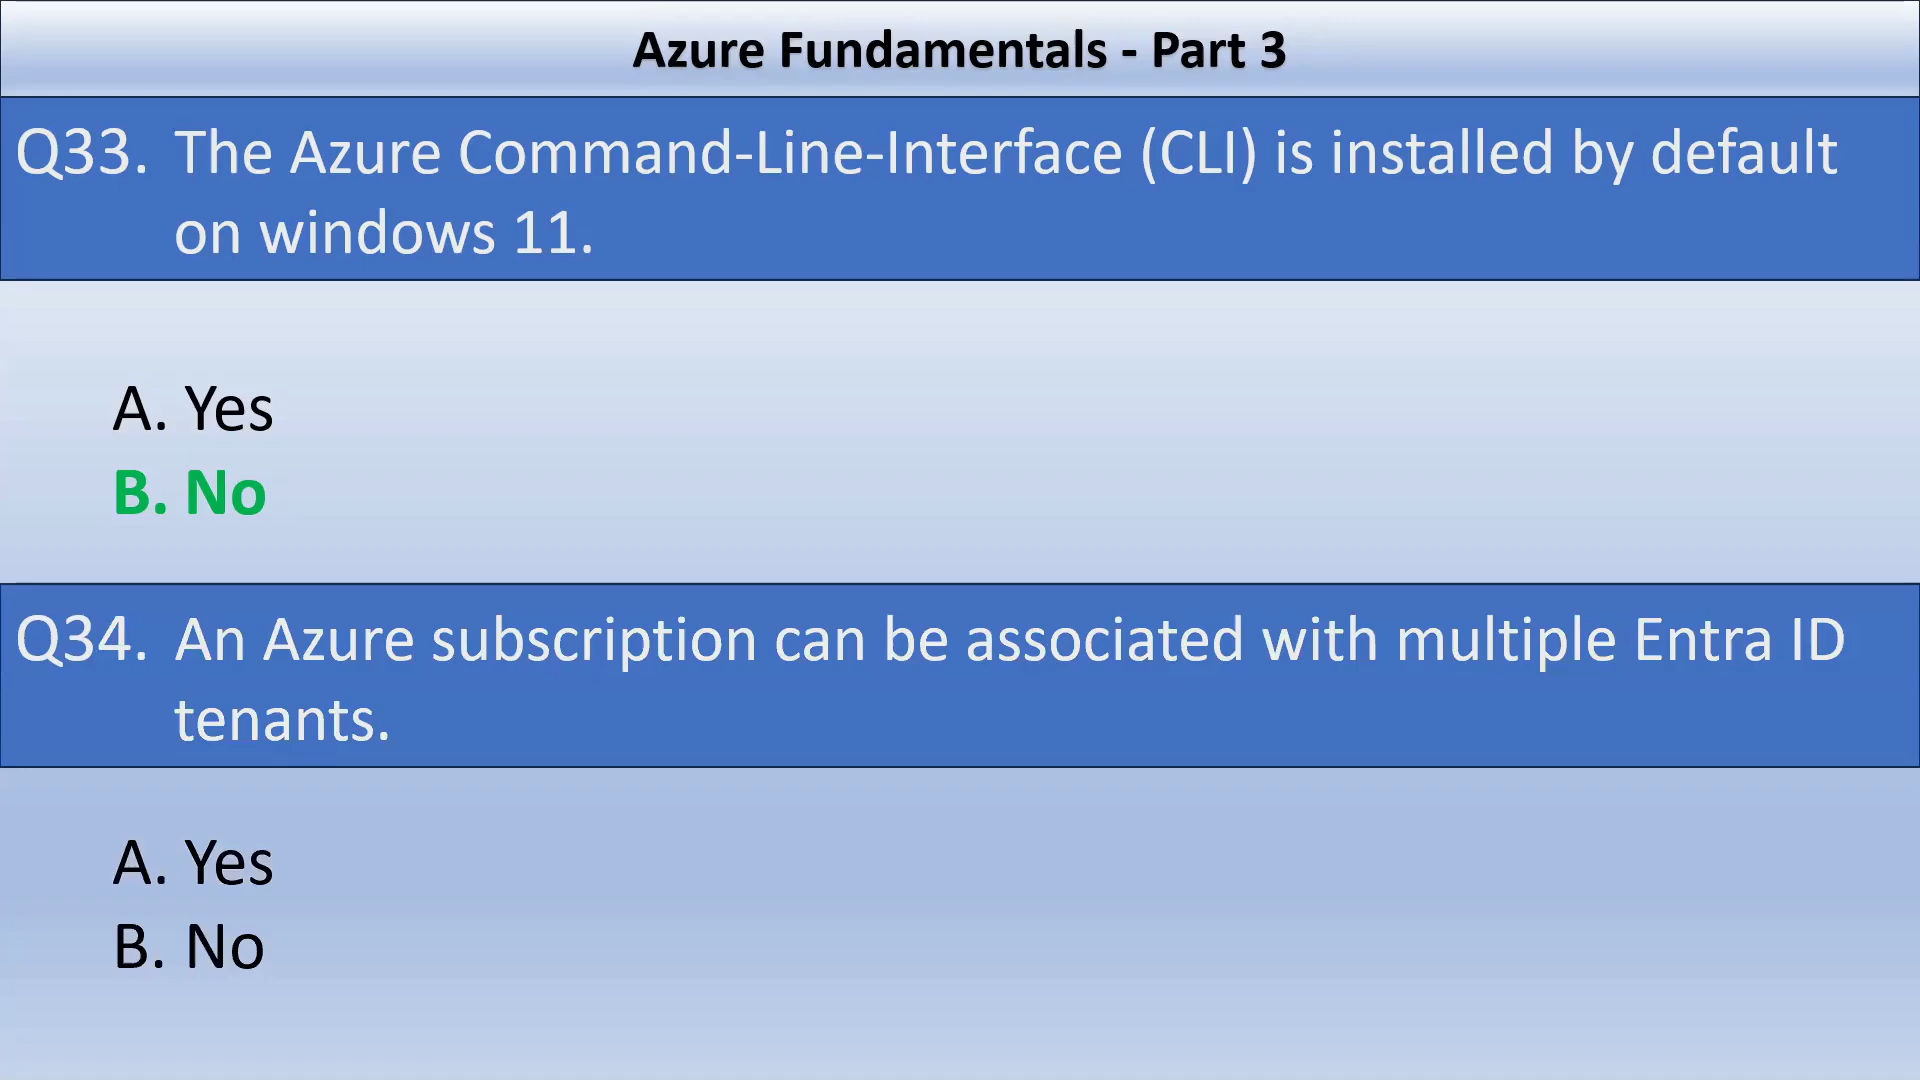 Azure Fundamentals - Part 3
Q33. The Azure Command-Line-Interface (CLI) is installed by default
on windows 11.
A. Yes
B. No
Q34. An Azure subscription can be associated with multiple Entra ID
tenants.
A. Yes
B. No